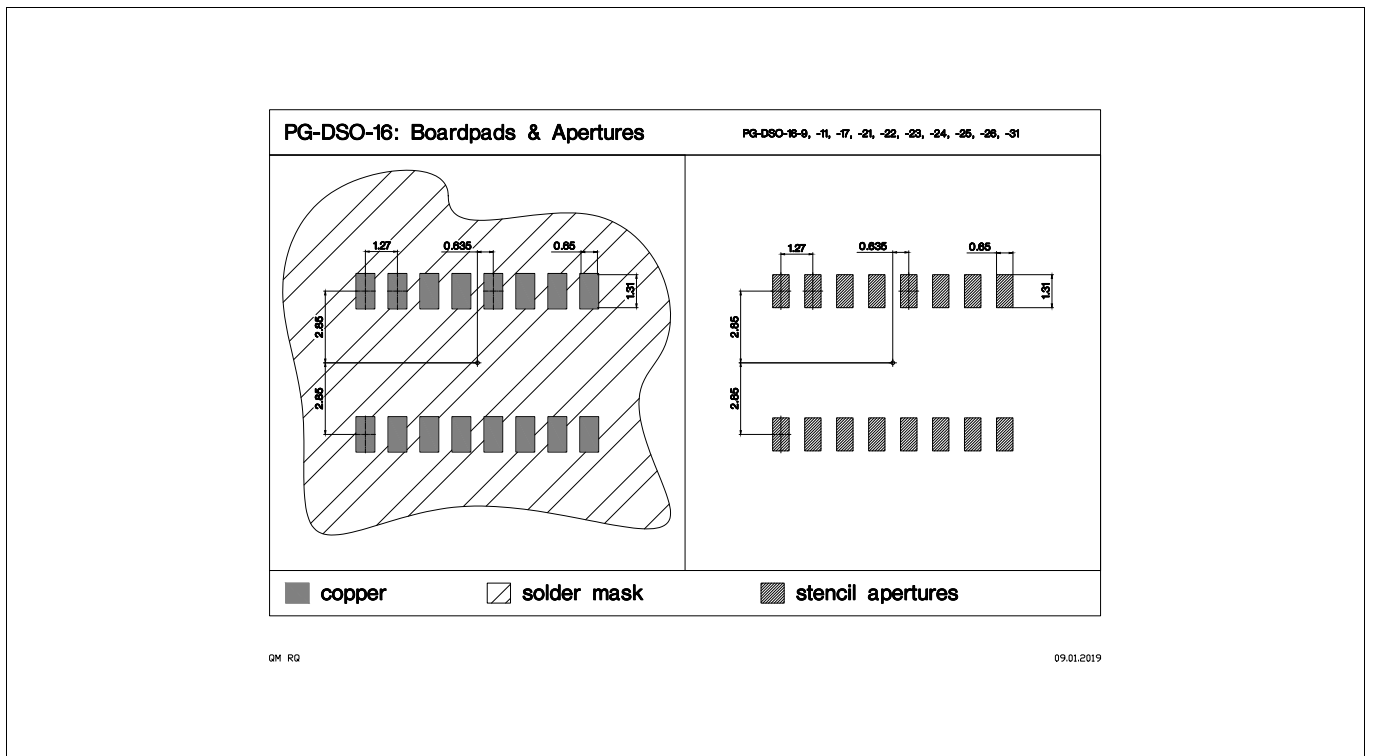 PG-DSO-16: Boardpads & Apertures
PG-DSO-16-9, -11, -17, -21, -22, -23, -24, -25, -26, -31
1.27
0.635
0.65
1.31
2.85
2.85
1.27
0.635
0.65
1.31
2.85
2.85
copper
solder mask
stencil apertures
QM RQ
09.01.2019